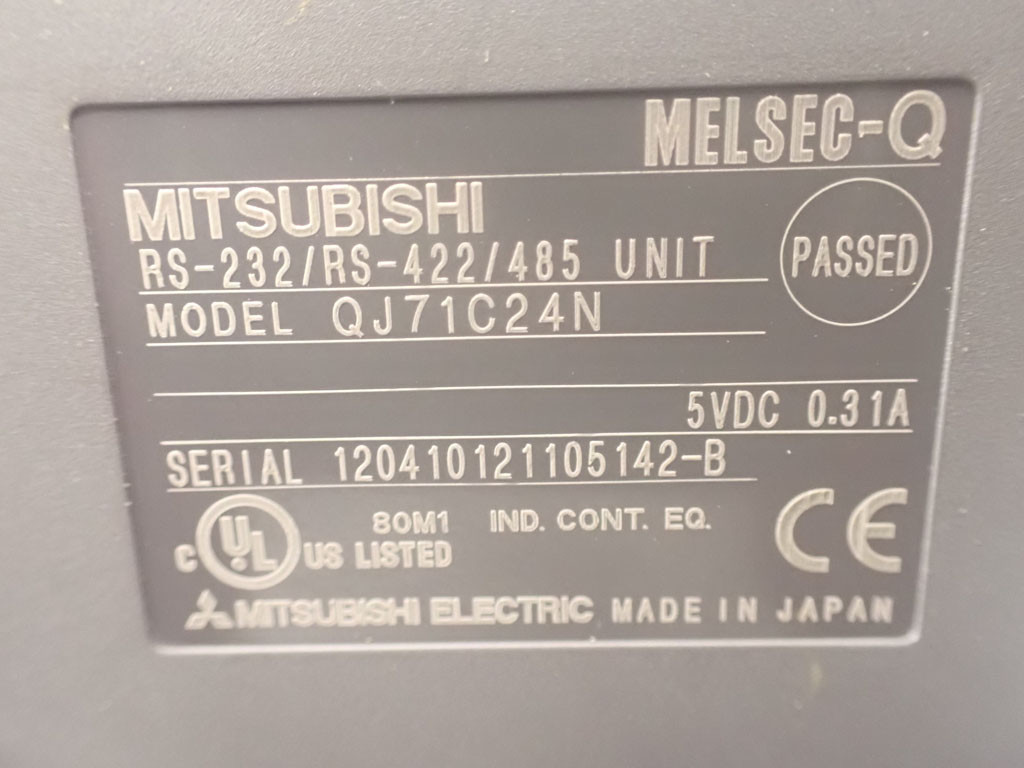 MELSEC-Q
MITSUBISHI
RS-232/RS-422/485 UNIT
PASSED
MODEL QJ71C24N
5VDC 0.31A
SERIAL 120410121105142-B
C UL US LISTED
80M1 IND. CONT. EQ.
CE
MITSUBISHI ELECTRIC MADE IN JAPAN